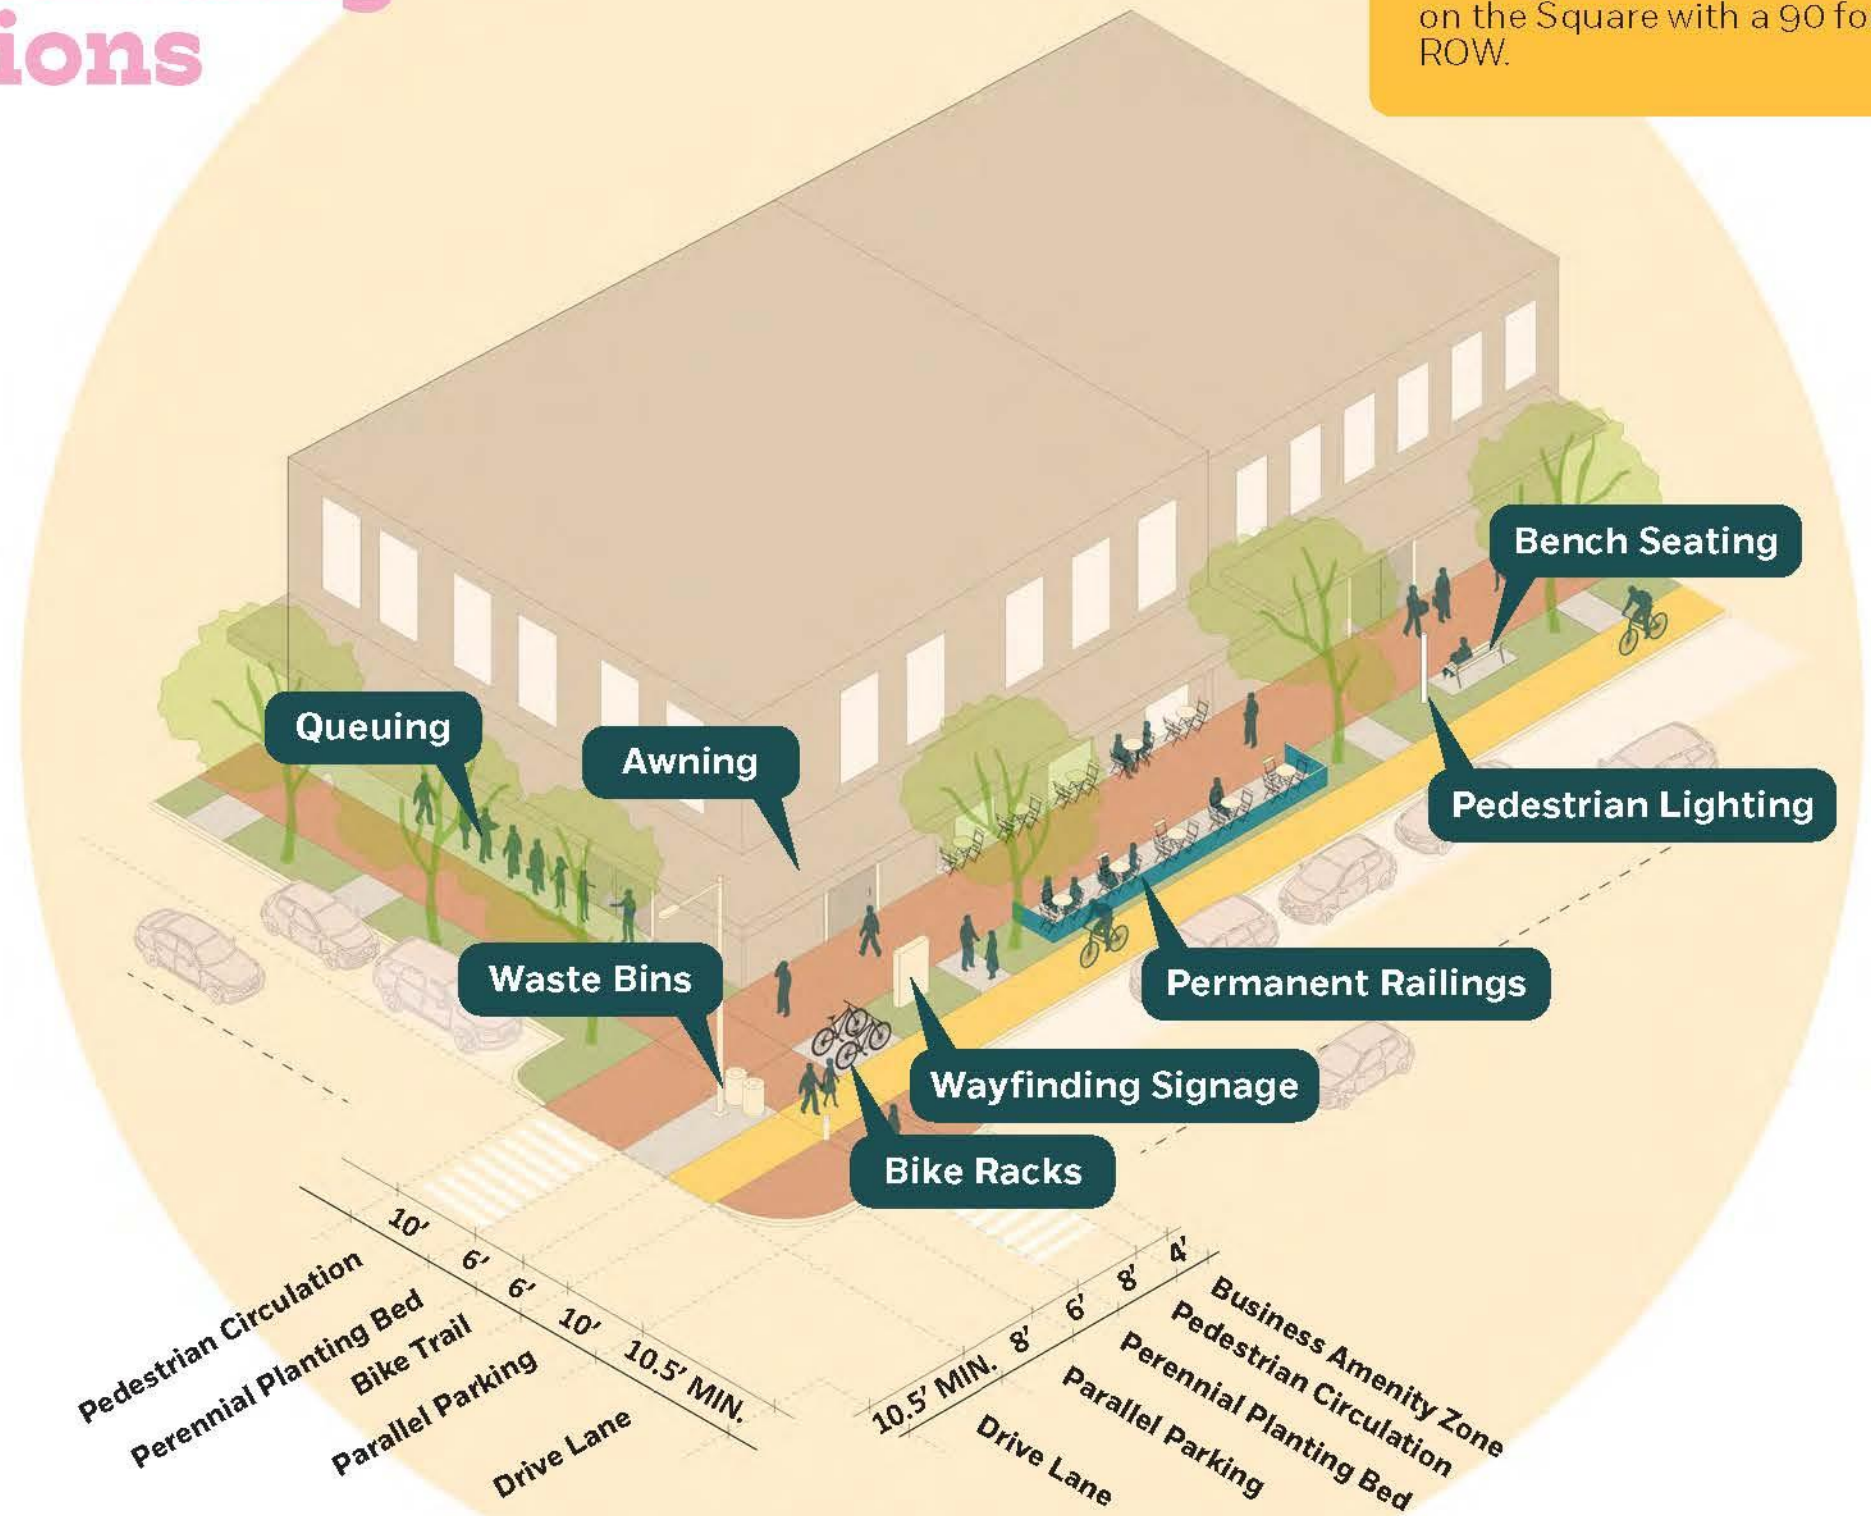 ions
on the Square with a 90 fo
ROW.
Bench Seating
Queuing
Awning
Pedestrian Lighting
Waste Bins
Permanent Railings
Wayfinding Signage
Bike Racks
10'
6'
6'
10'
10.5' MIN.
Pedestrian Circulation
Perennial Planting Bed
Bike Trail
Parallel Parking
Drive Lane
4'
8'
6'
8'
10.5' MIN.
Business Amenity Zone
Pedestrian Circulation
Perennial Planting Bed
Parallel Parking
Drive Lane